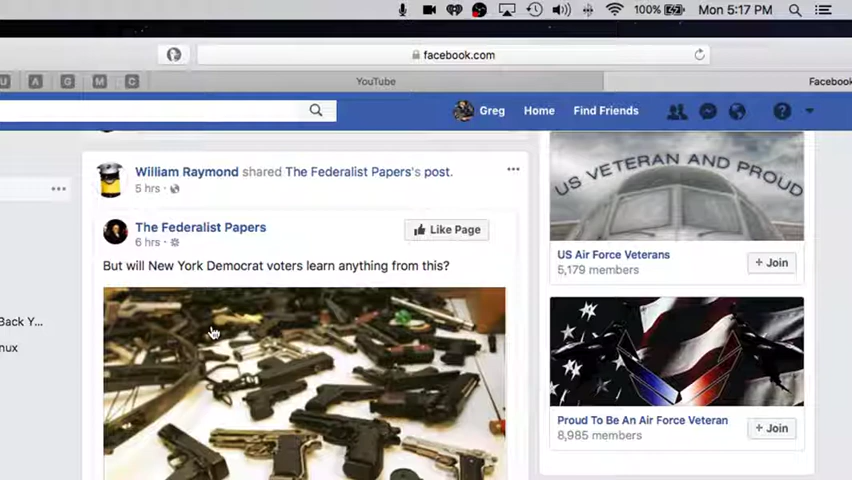 100% Mon 5:17 PM
facebook.com
U A G M C YouTube Facebook
Greg Home Find Friends ?
William Raymond shared The Federalist Papers's post.
5 hrs ·
The Federalist Papers
6 hrs ·
Like Page
But will New York Democrat voters learn anything from this?
Back Y...
nux
US VETERAN AND PROUD
US Air Force Veterans
5,179 members
+ Join
Proud To Be An Air Force Veteran
8,985 members
+ Join